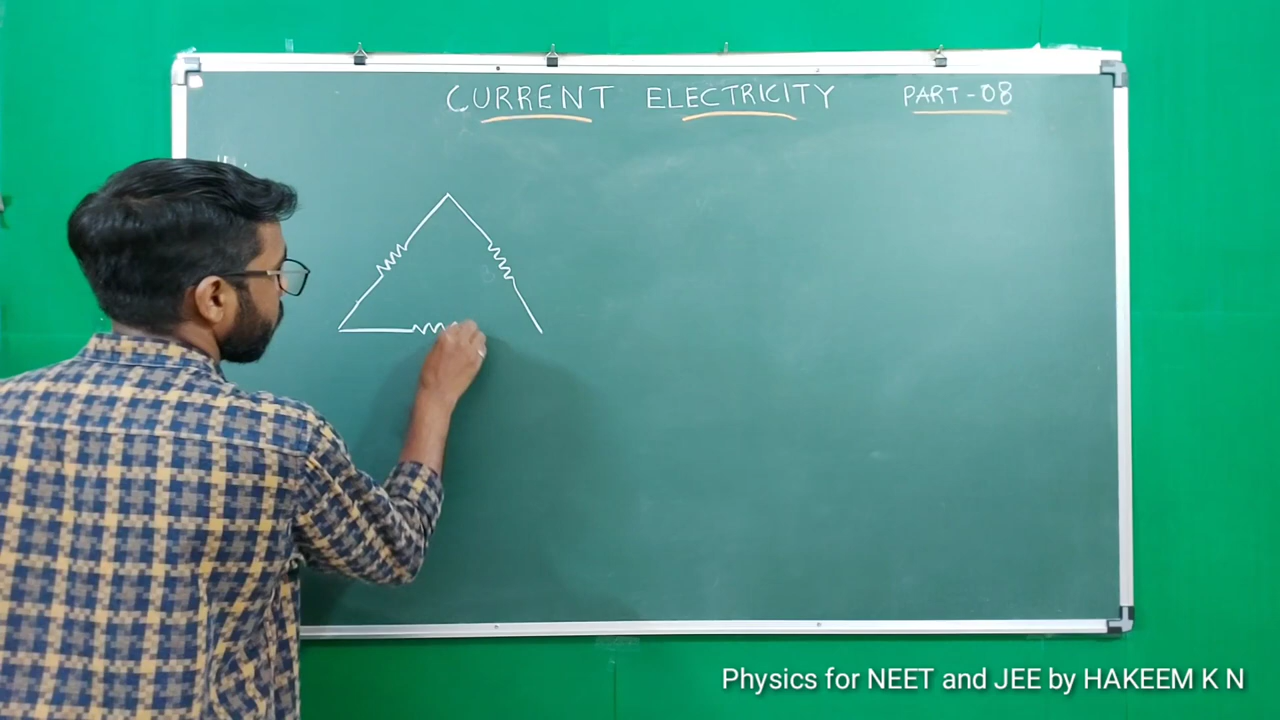 CURRENT ELECTRICITY PART-08
Physics for NEET and JEE by HAKEEM K N